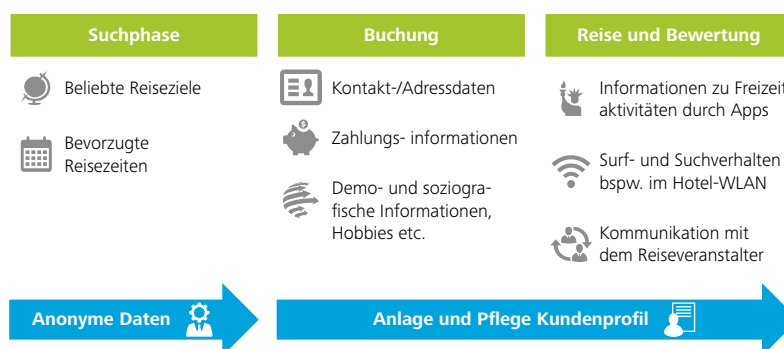 Suchphase
Beliebte Reiseziele
Bevorzugte
Reisezeiten
Buchung
Kontakt-/Adressdaten
Zahlungs- informationen
Demo- und soziogra-
fische Informationen,
Hobbies etc.
Reise und Bewertung
Informationen zu Freizeit
aktivitäten durch Apps
Surf- und Suchverhalten
bspw. im Hotel-WLAN
Kommunikation mit
dem Reiseveranstalter
Anonyme Daten
Anlage und Pflege Kundenprofil